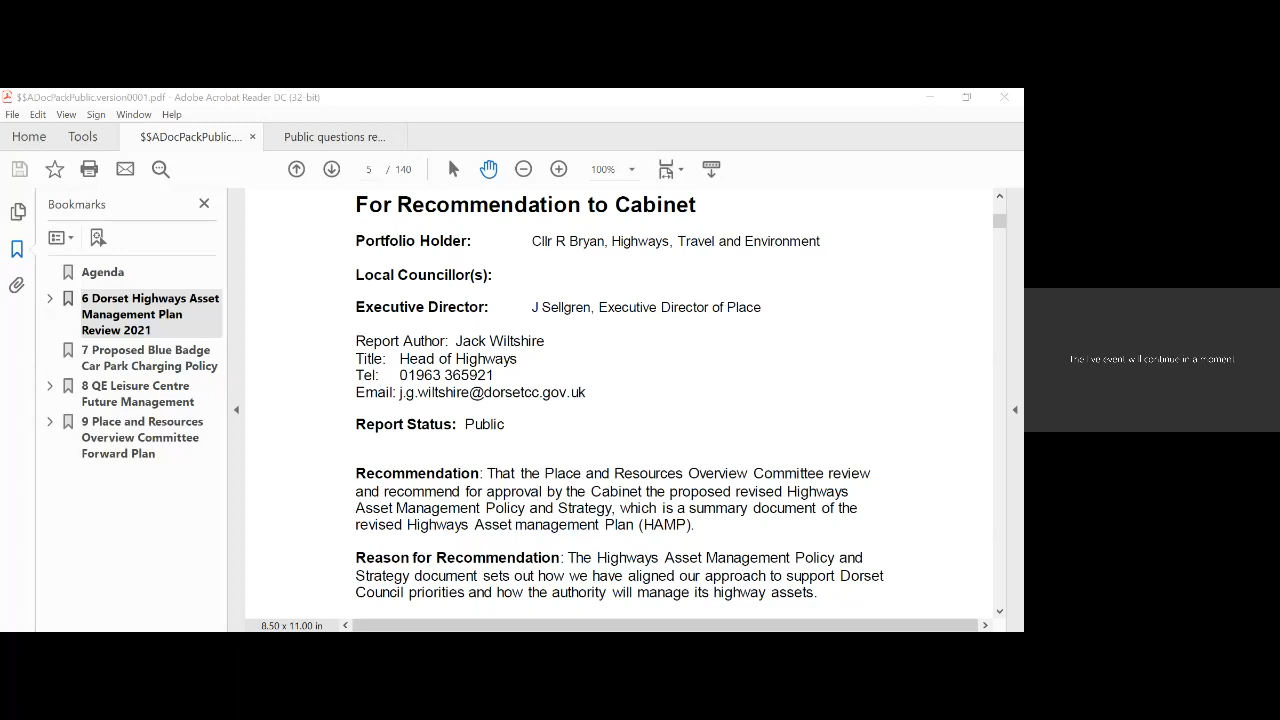 $$ADocPackPublic.version0001.pdf - Adobe Acrobat Reader DC (32-bit)
File Edit View Sign Window Help
Home Tools $$ADocPackPublic.... × Public questions re...
5 / 140 100%
Bookmarks
Agenda
6 Dorset Highways Asset
Management Plan
Review 2021
7 Proposed Blue Badge
Car Park Charging Policy
8 QE Leisure Centre
Future Management
9 Place and Resources
Overview Committee
Forward Plan
For Recommendation to Cabinet
Portfolio Holder: Cllr R Bryan, Highways, Travel and Environment
Local Councillor(s):
Executive Director: J Sellgren, Executive Director of Place
Report Author: Jack Wiltshire
Title: Head of Highways
Tel: 01963 365921
Email: j.g.wiltshire@dorsetcc.gov.uk
Report Status: Public
Recommendation: That the Place and Resources Overview Committee review
and recommend for approval by the Cabinet the proposed revised Highways
Asset Management Policy and Strategy, which is a summary document of the
revised Highways Asset management Plan (HAMP).
Reason for Recommendation: The Highways Asset Management Policy and
Strategy document sets out how we have aligned our approach to support Dorset
Council priorities and how the authority will manage its highway assets.
8.50 x 11.00 in
The live event will continue in a moment.